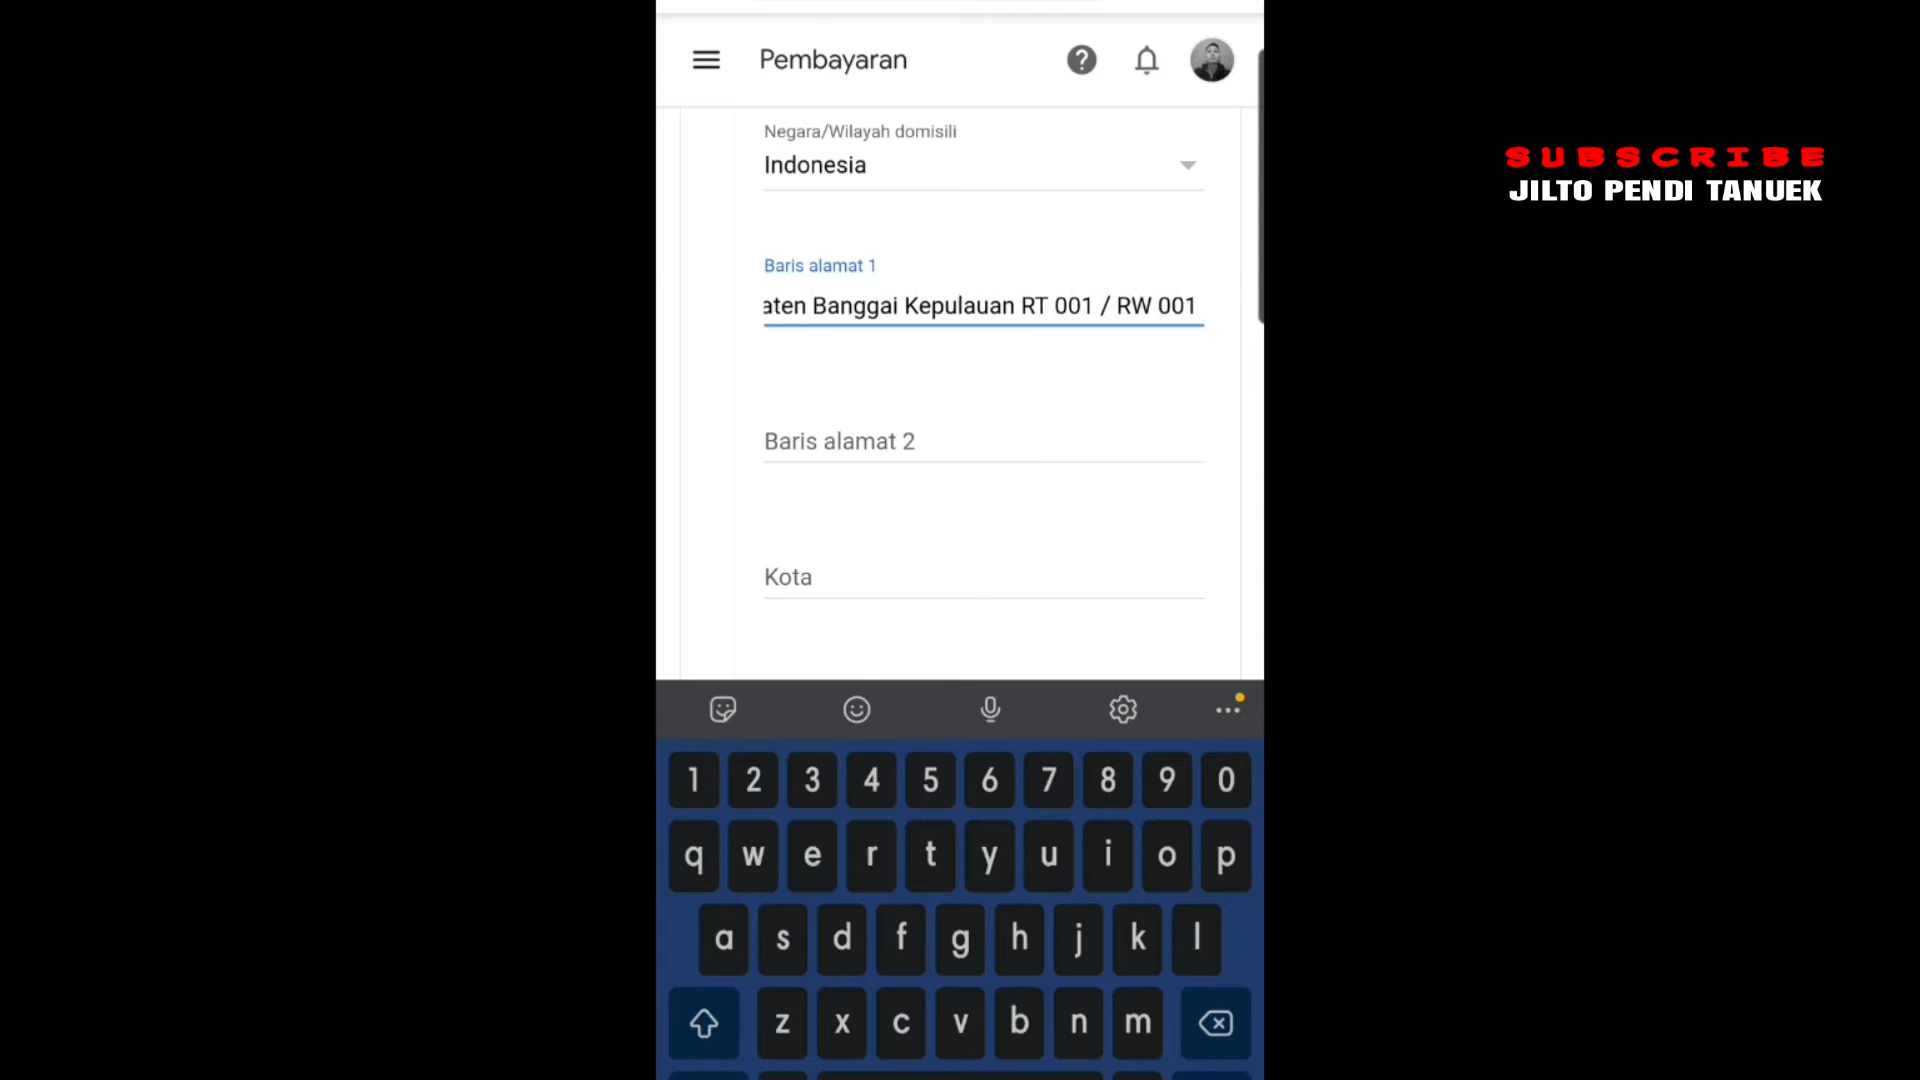 Pembayaran
SUBSCRIBE
JILTO PENDI TANUEK
Negara/Wilayah domisili
Indonesia
Baris alamat 1
aten Banggai Kepulauan RT 001 / RW 001
Baris alamat 2
Kota
1 2 3 4 5 6 7 8 9 0
q w e r t y u i o p
a s d f g h j k l
z x c v b n m